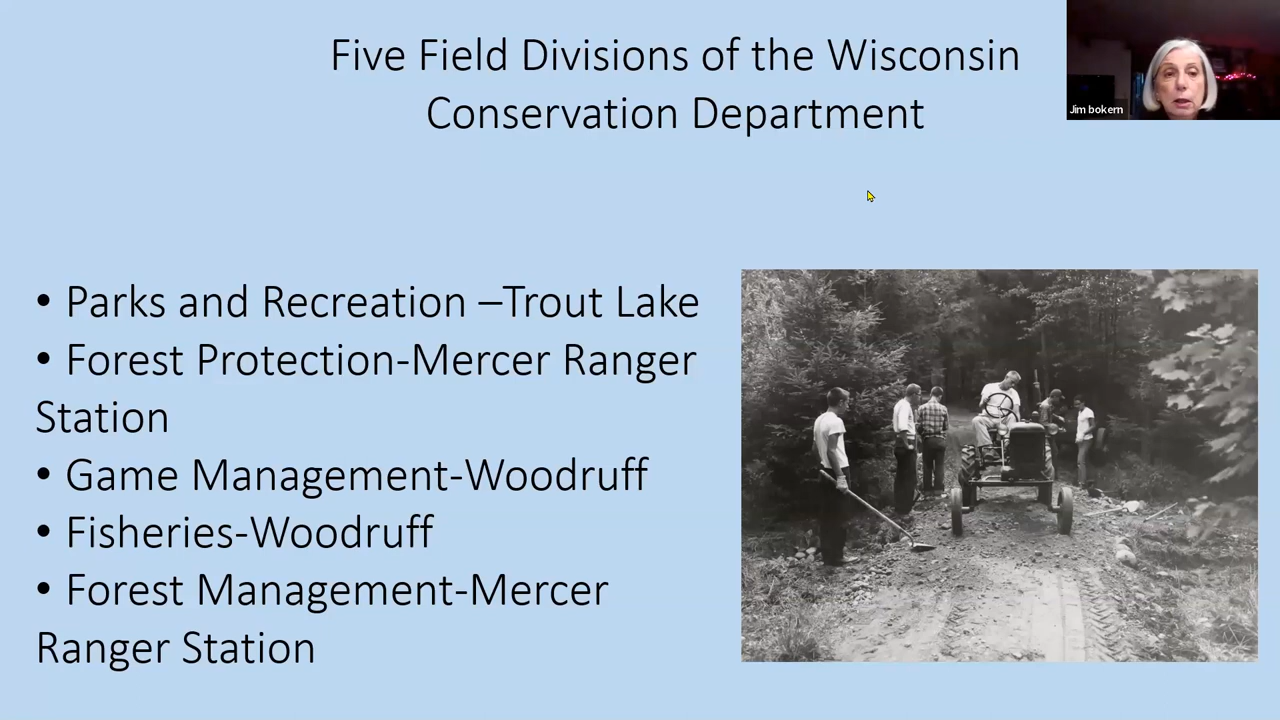 Five Field Divisions of the Wisconsin
Conservation Department
Jim bokern
• Parks and Recreation –Trout Lake
• Forest Protection-Mercer Ranger
Station
• Game Management-Woodruff
• Fisheries-Woodruff
• Forest Management-Mercer
Ranger Station